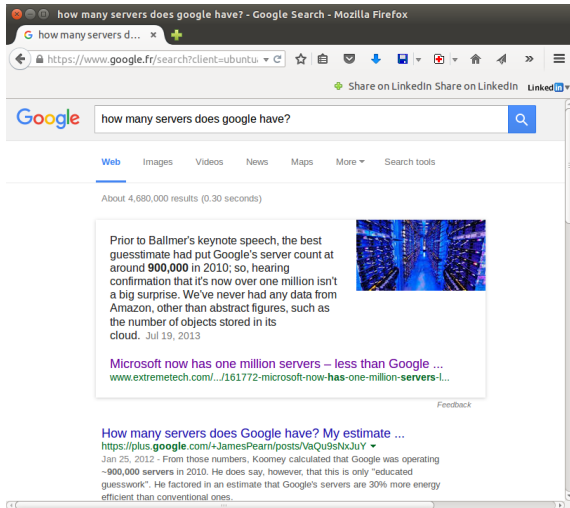 how many servers does google have? - Google Search - Mozilla Firefox
G how many servers d... ×
https://www.google.fr/search?client=ubuntu
Share on LinkedIn Share on LinkedIn Linkedin
Google how many servers does google have?
Web Images Videos News Maps More Search tools
About 4,680,000 results (0.30 seconds)
Prior to Ballmer's keynote speech, the best
guesstimate had put Google's server count at
around 900,000 in 2010; so, hearing
confirmation that it's now over one million isn't
a big surprise. We've never had any data from
Amazon, other than abstract figures, such as
the number of objects stored in its
cloud. Jul 19, 2013
Microsoft now has one million servers – less than Google ...
www.extremetech.com/.../161772-microsoft-now-has-one-million-servers-l...
Feedback
How many servers does Google have? My estimate ...
https://plus.google.com/+JamesPearn/posts/VaQu9sNxJuY
Jan 25, 2012 - From those numbers, Koomey calculated that Google was operating
~900,000 servers in 2010. He does say, however, that this is only "educated
guesswork". He factored in an estimate that Google's servers are 30% more energy
efficient than conventional ones.